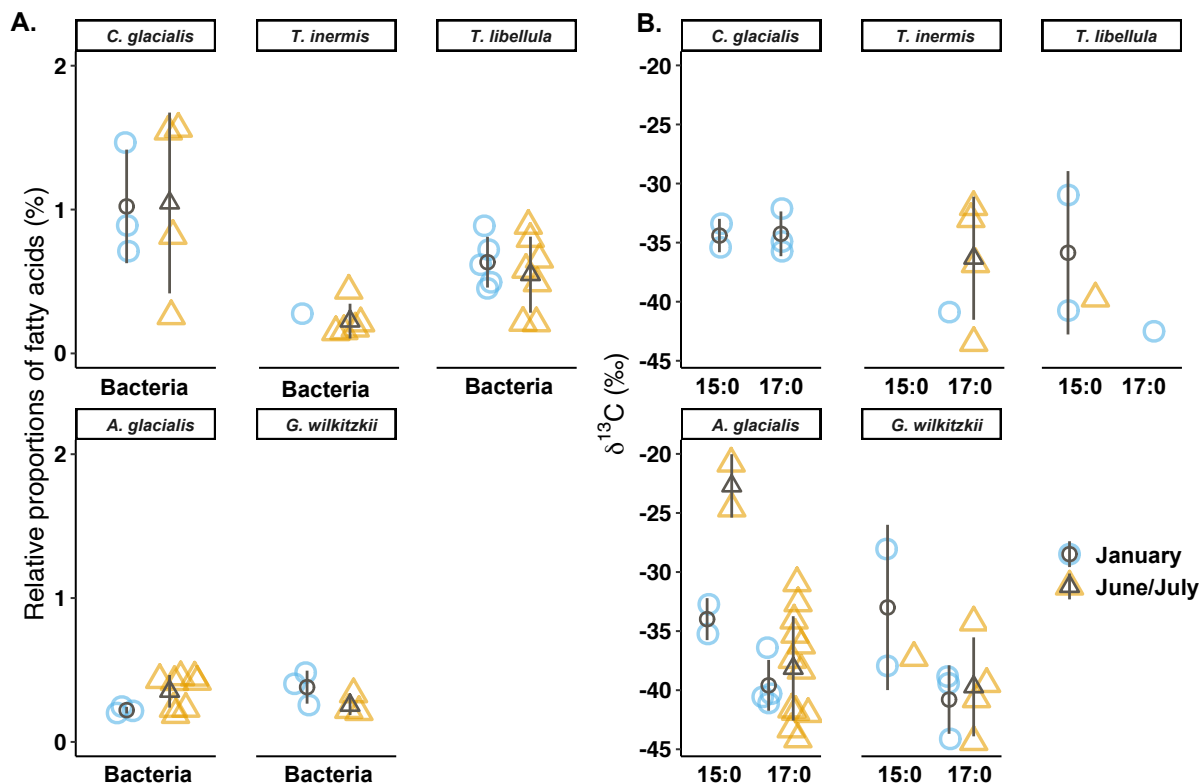 A.
C. glacialis
T. inermis
T. libellula
Relative proportions of fatty acids (%)
2
1
0
Bacteria
Bacteria
Bacteria
A. glacialis
G. wilkitzkii
2
1
0
Bacteria
Bacteria
B.
C. glacialis
T. inermis
T. libellula
δ¹³C (‰)
-20
-25
-30
-35
-40
-45
15:0 17:0
15:0 17:0
15:0 17:0
A. glacialis
G. wilkitzkii
-20
-25
-30
-35
-40
-45
15:0 17:0
15:0 17:0
January
June/July